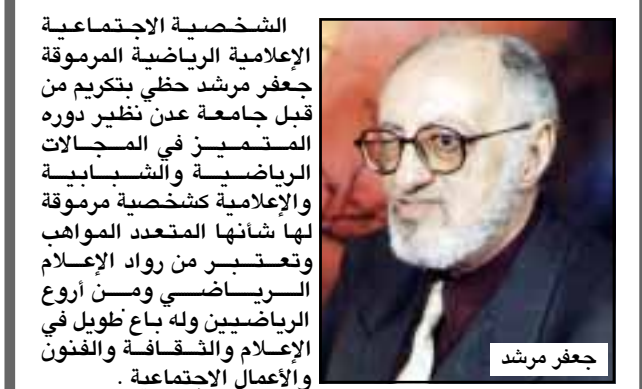 الشخصية الاجتماعية
الإعلامية الرياضية المرموقة
جعفر مرشد حظي بتكريم من
قبل جامعة عدن نظير دوره
المتميز في المجالات
الرياضية والشبابية
والإعلامية كشخصية مرموقة
لها شأنها المتعدد المواهب
وتعتبر من رواد الإعلام
الرياضي ومن أروع
الرياضيين وله باع طويل في
الإعلام والثقافة والفنون
والأعمال الاجتماعية .
جعفر مرشد